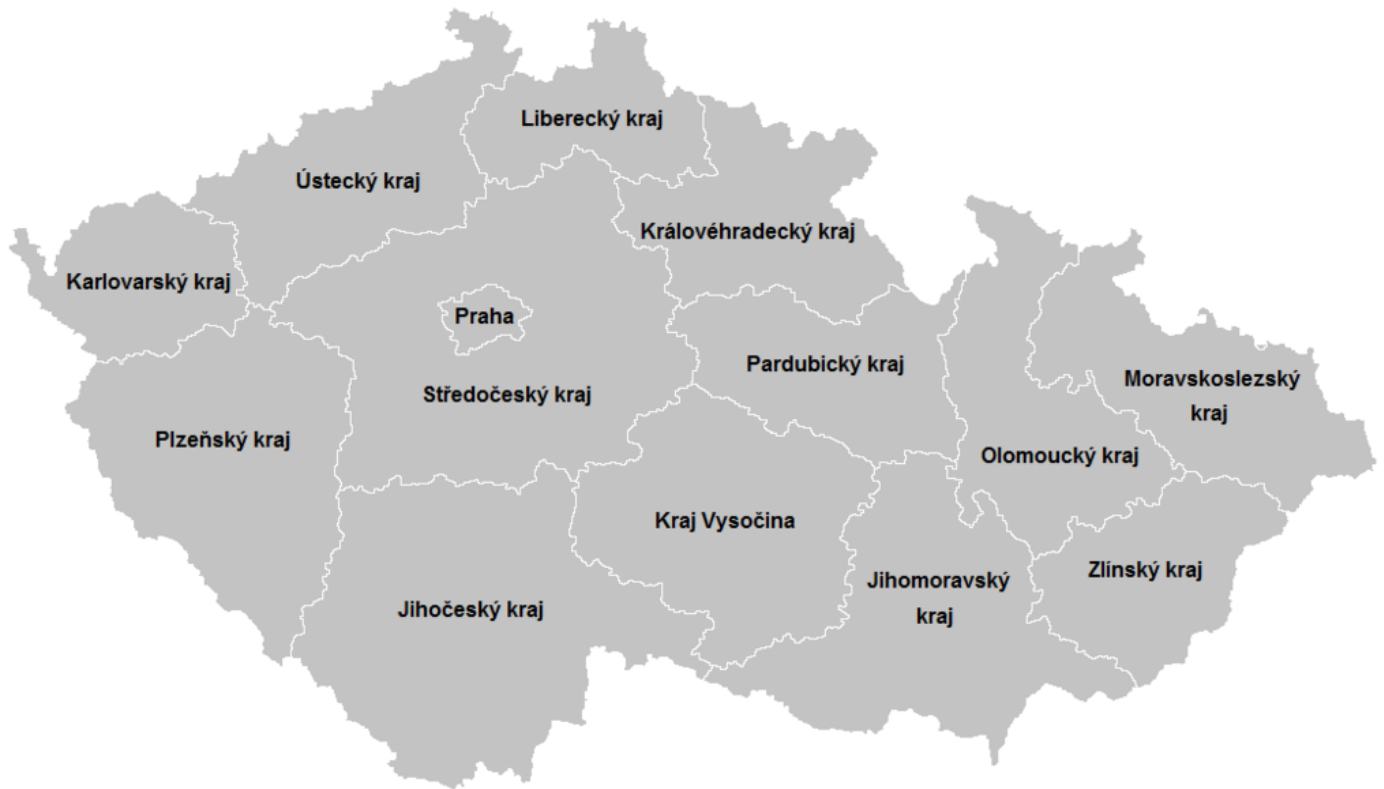 Liberecký kraj
Ústecký kraj
Královéhradecký kraj
Karlovarský kraj
Praha
Pardubický kraj
Moravskoslezský
kraj
Středočeský kraj
Plzeňský kraj
Olomoucký kraj
Kraj Vysočina
Zlínský kraj
Jihomoravský
kraj
Jihočeský kraj